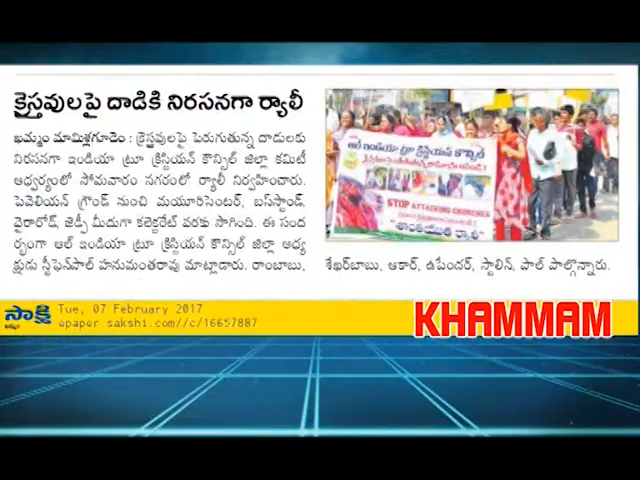 క్రైస్తవులపై దాడికి నిరసనగా ర్యాలీ
ఖమ్మం మామిళ్లగూడెం : క్రైస్తవులపై పెరుగుతున్న దాడులకు
నిరసనగా ఇండియా ట్రూ క్రిస్టియన్ కౌన్సిల్ జిల్లా కమిటీ
ఆధ్వర్యంలో సోమవారం నగరంలో ర్యాలీ నిర్వహించారు.
పెవెలియన్ గ్రౌండ్ నుంచి మయూరిసెంటర్, బస్‌స్టాండ్,
వైరారోడ్, జెడ్పీ మీదుగా కలెక్టరేట్ వరకు సాగింది. ఈ సంద
ర్భంగా ఆల్ ఇండియా ట్రూ క్రిస్టియన్ కౌన్సిల్ జిల్లా అధ్య
క్షుడు స్టీఫెన్‌పాల్ హనుమంతరావు మాట్లాడారు. రాంబాబు,
శేఖర్‌బాబు, ఆకార్, ఉపేందర్, స్టాలిన్, పాల్ పాల్గొన్నారు.
ఆల్ ఇండియా ట్రూ క్రిస్టియన్ కౌన్సిల్
STOP ATTACKING CHURCHES
శాంతియుత ర్యాలీ
సాక్షి
Tue, 07 February 2017
epaper.sakshi.com//c/16657887
KHAMMAM